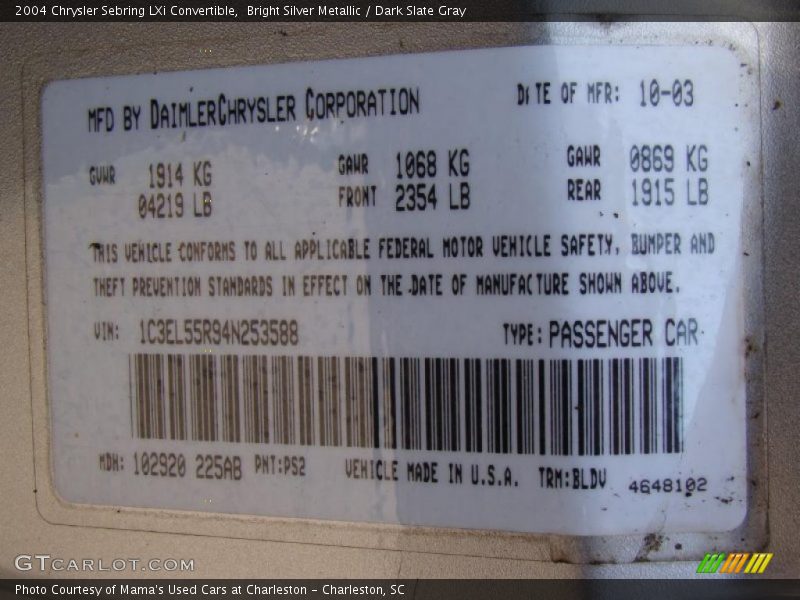 2004 Chrysler Sebring LXi Convertible,  Bright Silver Metallic / Dark Slate Gray
MFD BY DAIMLERCHRYSLER CORPORATION DATE OF MFR: 10-03
GVWR 1914 KG GAWR 1068 KG GAWR 0869 KG
04219 LB FRONT 2354 LB REAR 1915 LB
THIS VEHICLE CONFORMS TO ALL APPLICABLE FEDERAL MOTOR VEHICLE SAFETY, BUMPER AND
THEFT PREVENTION STANDARDS IN EFFECT ON THE DATE OF MANUFACTURE SHOWN ABOVE.
VIN: 1C3EL55R94N253588 TYPE: PASSENGER CAR
MDH: 102920 225AB PNT:PS2 VEHICLE MADE IN U.S.A. TRM:BLDV 4648102
GTCARLOT.COM
Photo Courtesy of Mama's Used Cars at Charleston - Charleston, SC